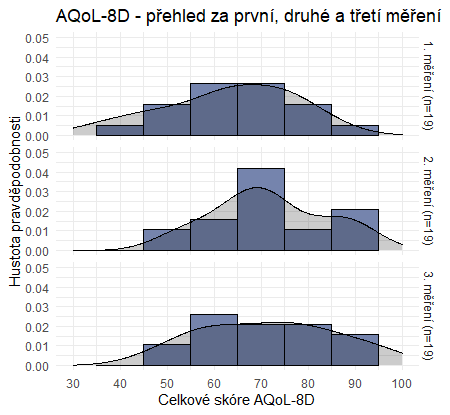 AQoL-8D - přehled za první, druhé a třetí měření
Hustota pravděpodobnosti
0.05
0.04
0.03
0.02
0.01
0.00
1. měření (n=19)
0.05
0.04
0.03
0.02
0.01
0.00
2. měření (n=19)
0.05
0.04
0.03
0.02
0.01
0.00
3. měření (n=19)
30 40 50 60 70 80 90 100
Celkové skóre AQoL-8D